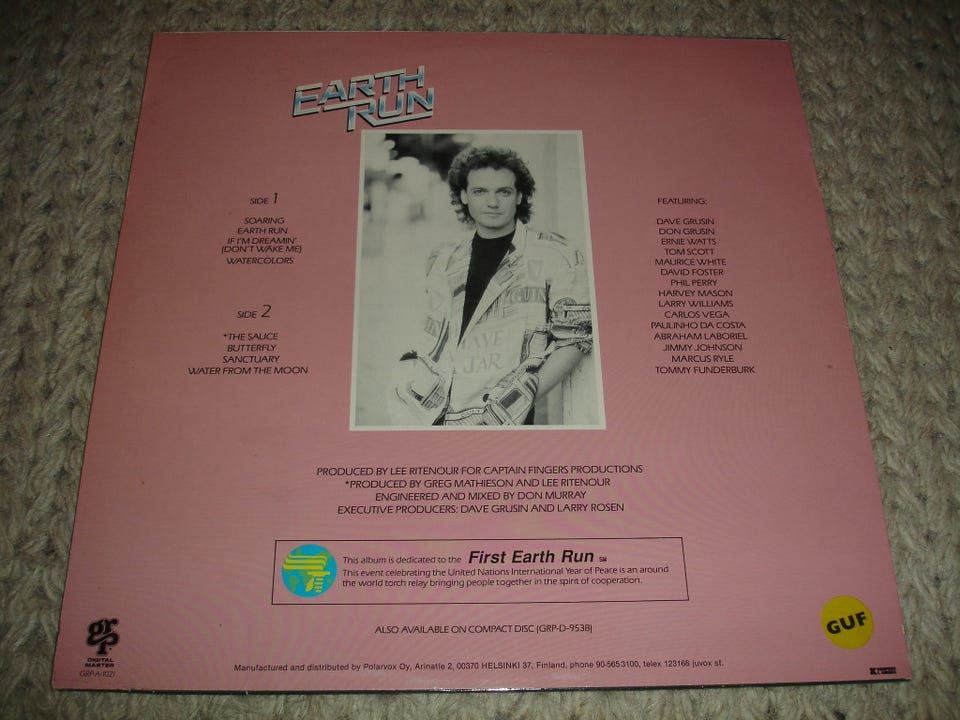 EARTH
RUN
SIDE 1
SOARING
EARTH RUN
IF I'M DREAMIN'
(DON'T WAKE ME)
WATERCOLORS
SIDE 2
*THE SAUCE
BUTTERFLY
SANCTUARY
WATER FROM THE MOON
FEATURING:
DAVE GRUSIN
DON GRUSIN
ERNIE WATTS
TOM SCOTT
MAURICE WHITE
DAVID FOSTER
PHIL PERRY
HARVEY MASON
LARRY WILLIAMS
CARLOS VEGA
PAULINHO DA COSTA
ABRAHAM LABORIEL
JIMMY JOHNSON
MARCUS RYLE
TOMMY FUNDERBURK
PRODUCED BY LEE RITENOUR FOR CAPTAIN FINGERS PRODUCTIONS
*PRODUCED BY GREG MATHIESON AND LEE RITENOUR
ENGINEERED AND MIXED BY DON MURRAY
EXECUTIVE PRODUCERS: DAVE GRUSIN AND LARRY ROSEN
This album is dedicated to the First Earth Run SM
This event celebrating the United Nations International Year of Peace is an around
the world torch relay bringing people together in the spirit of cooperation.
ALSO AVAILABLE ON COMPACT DISC (GRP-D-9538)
GUF
grp
DIGITAL
MASTER
GRP-A-1021
Manufactured and distributed by Polarvox Oy, Arinatie 2, 00370 HELSINKI 37, Finland, phone 90-5653100, telex 123166 juvox sf.